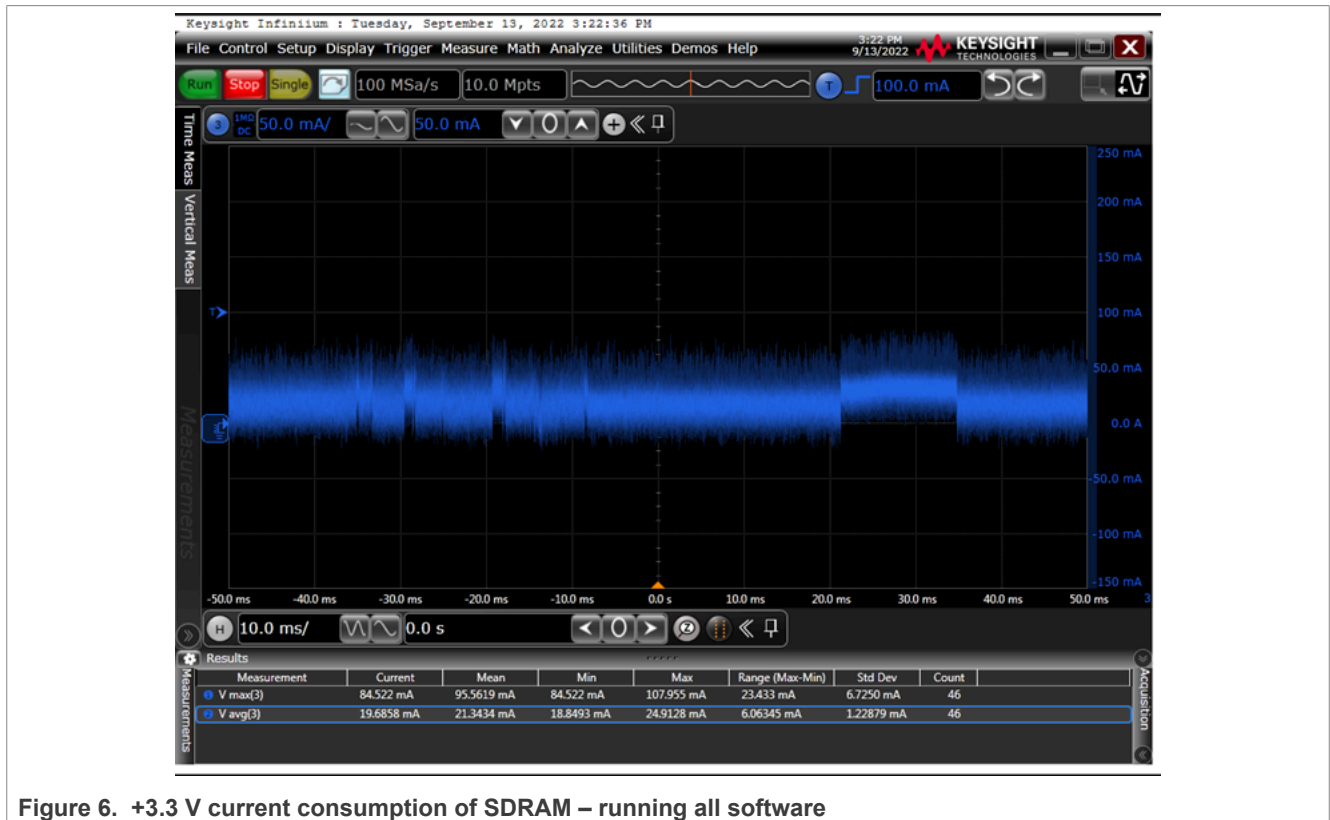 Keysight Infiniium : Tuesday, September 13, 2022 3:22:36 PM
File Control Setup Display Trigger Measure Math Analyze Utilities Demos Help
3:22 PM
9/13/2022
KEYSIGHT
TECHNOLOGIES
Run Stop Single 100 MSa/s 10.0 Mpts T 100.0 mA
3 1MΩ DC 50.0 mA/ 50.0 mA 0
Time Meas
Vertical Meas
Measurements
250 mA
200 mA
150 mA
T 100 mA
50.0 mA
0.0 A
-50.0 mA
-100 mA
-150 mA
-50.0 ms -40.0 ms -30.0 ms -20.0 ms -10.0 ms 0.0 s 10.0 ms 20.0 ms 30.0 ms 40.0 ms 50.0 ms 3
H 10.0 ms/ 0.0 s 0 Z
Results
Measurements
Acquisition
Measurement Current Mean Min Max Range (Max-Min) Std Dev Count
1 V max(3) 84.522 mA 95.5619 mA 84.522 mA 107.955 mA 23.433 mA 6.7250 mA 46
2 V avg(3) 19.6858 mA 21.3434 mA 18.8493 mA 24.9128 mA 6.06345 mA 1.22879 mA 46
Figure 6. +3.3 V current consumption of SDRAM – running all software